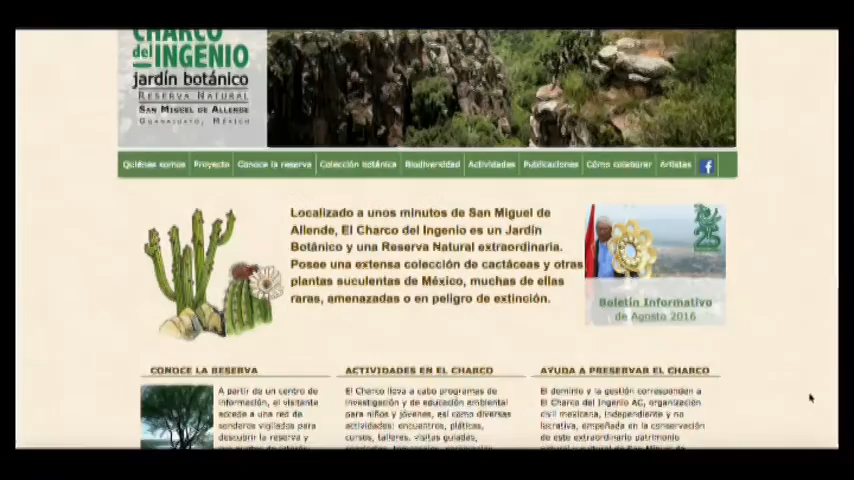 CHARCO
del INGENIO
jardín botánico
RESERVA NATURAL
SAN MIGUEL DE ALLENDE
GUANAJUATO, MÉXICO
Quiénes somos Proyecto Conoce la reserva Colección botánica Biodiversidad Actividades Publicaciones Cómo colaborar Artistas f
Localizado a unos minutos de San Miguel de
Allende, El Charco del Ingenio es un Jardín
Botánico y una Reserva Natural extraordinaria.
Posee una extensa colección de cactáceas y otras
plantas suculentas de México, muchas de ellas
raras, amenazadas o en peligro de extinción.
25
Boletín Informativo
de Agosto 2016
CONOCE LA RESERVA
A partir de un centro de
información, el visitante
accede a una red de
senderos vigilados para
descubrir la reserva y
ACTIVIDADES EN EL CHARCO
El Charco lleva a cabo programas de
investigación y de educación ambiental
para niños y jóvenes, así como diversas
actividades: encuentros, pláticas,
cursos, talleres, visitas guiadas,
AYUDA A PRESERVAR EL CHARCO
El dominio y la gestión corresponden a
El Charco del Ingenio AC, organización
civil mexicana, independiente y no
lucrativa, empeñada en la conservación
de este extraordinario patrimonio